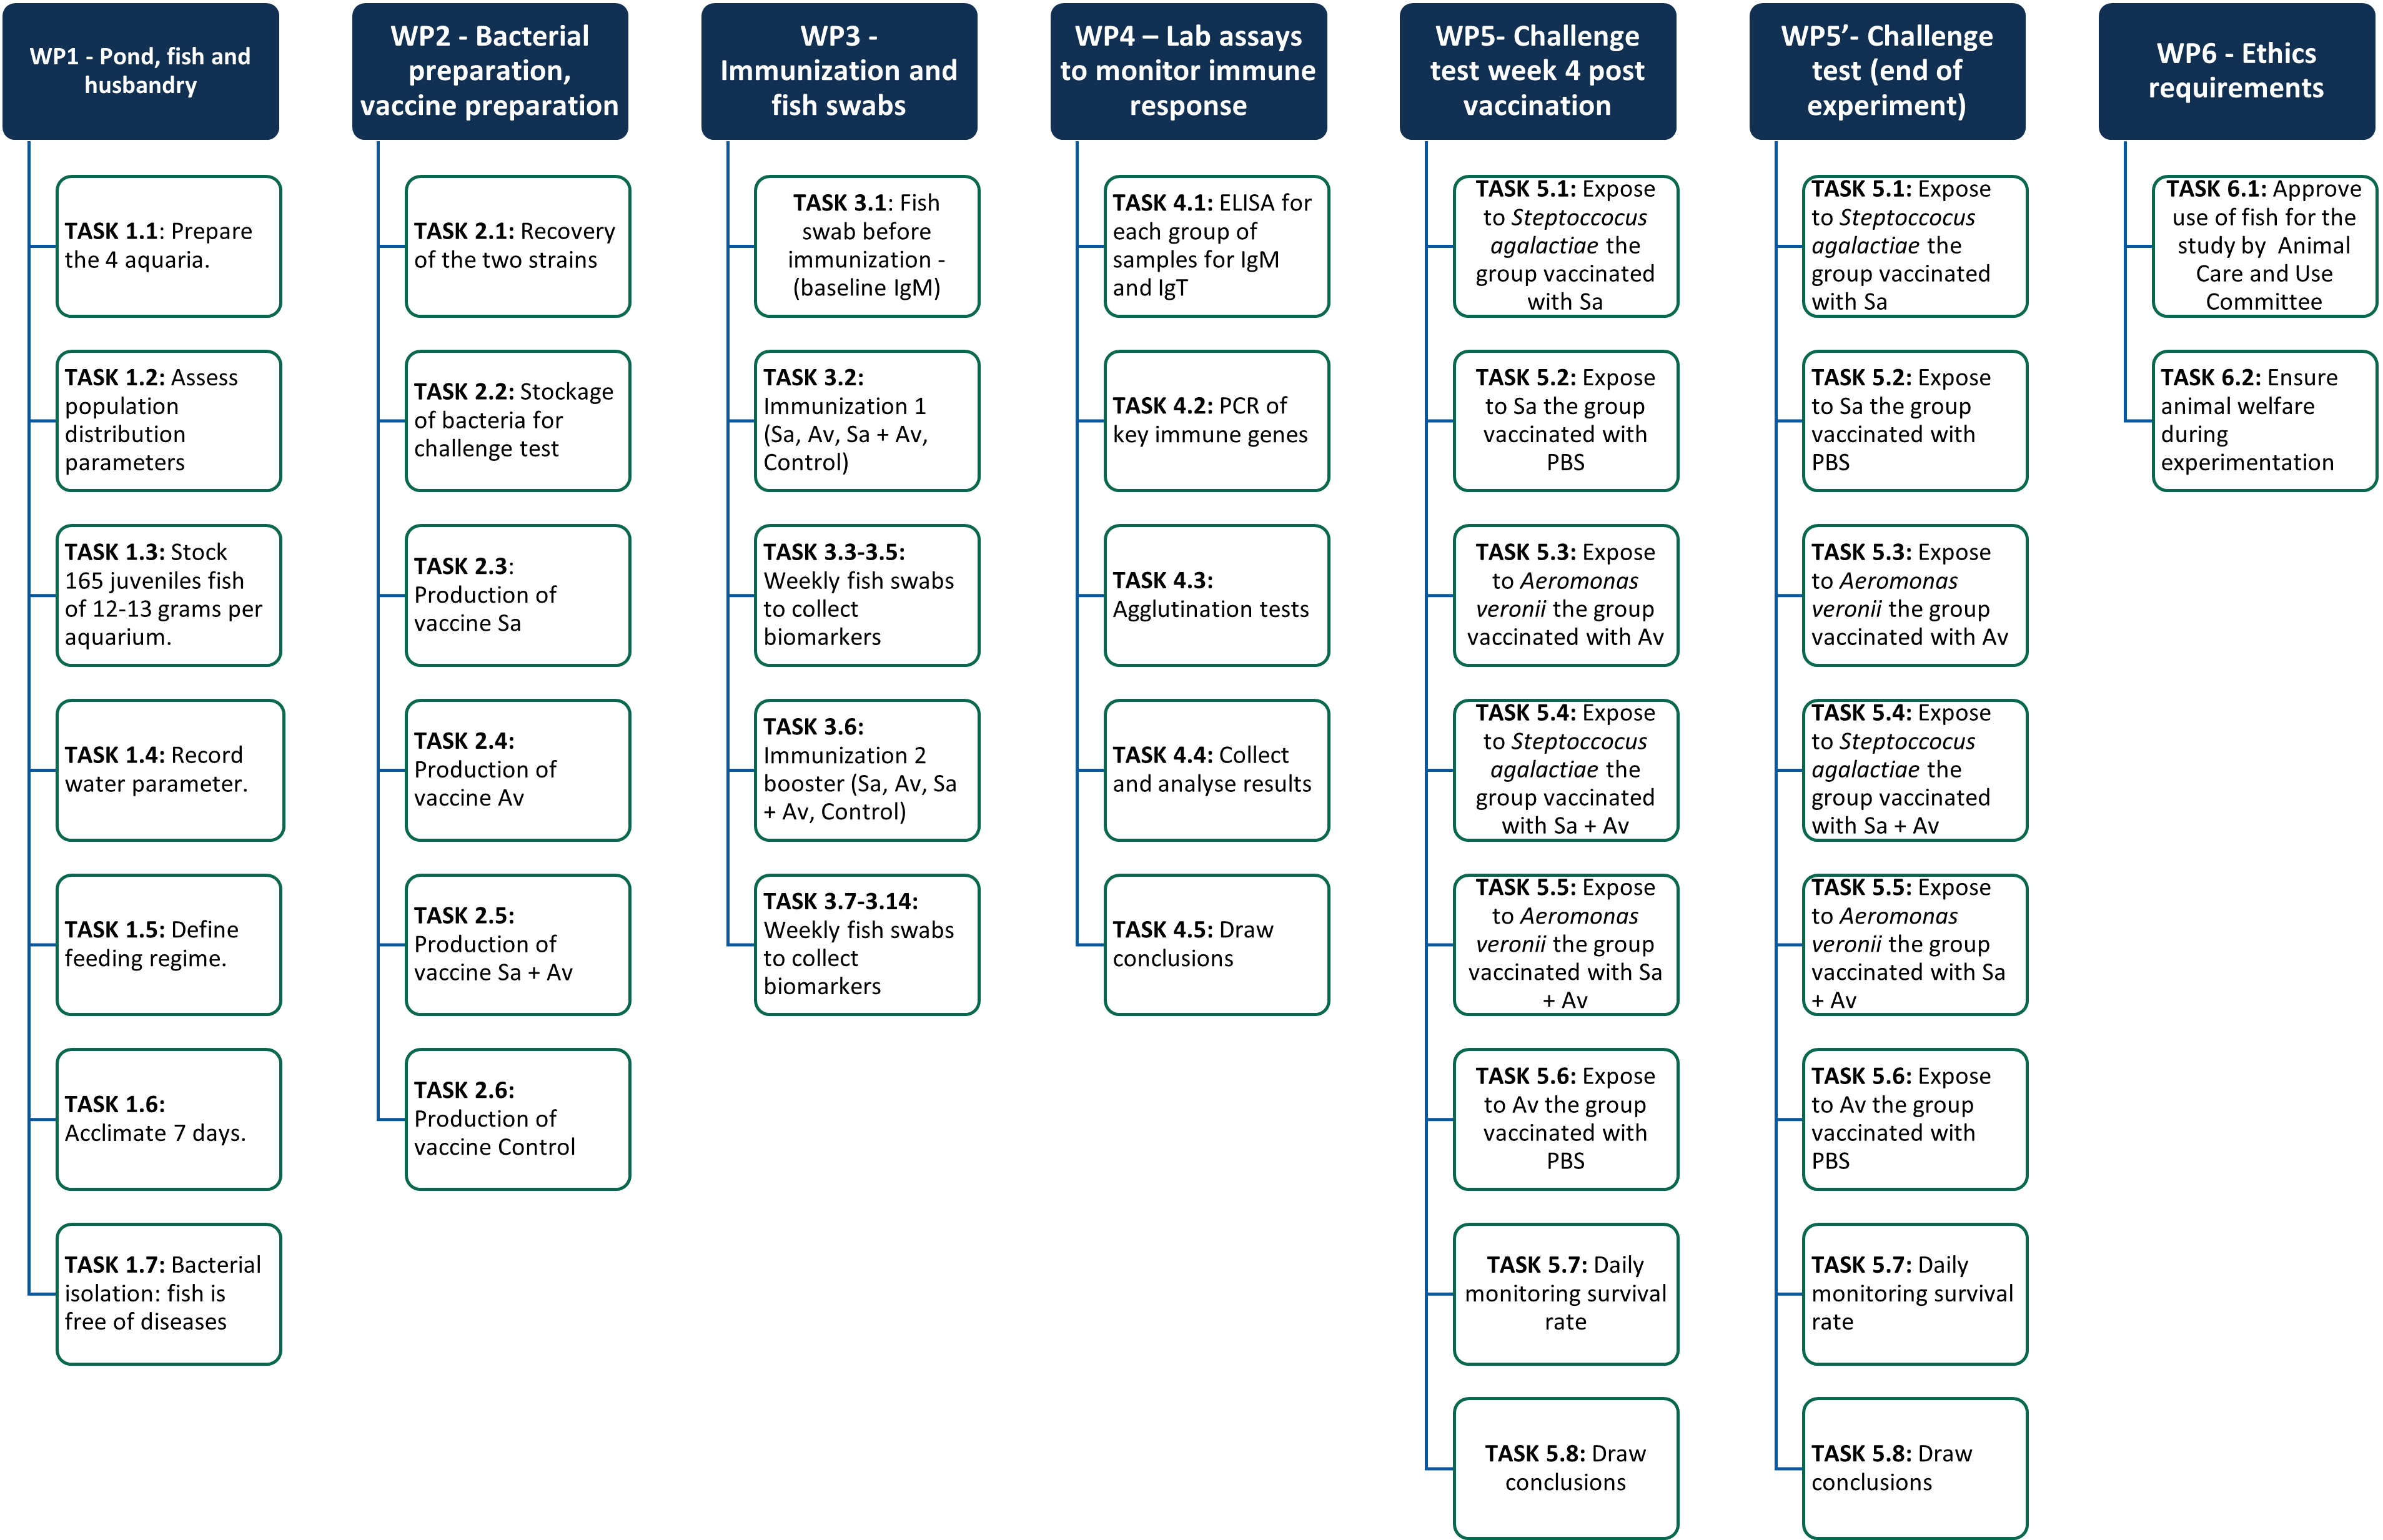 WP1 - Pond, fish and
husbandry
TASK 1.1: Prepare
the 4 aquaria.
TASK 1.2: Assess
population
distribution
parameters
TASK 1.3: Stock
165 juveniles fish
of 12-13 grams per
aquarium.
TASK 1.4: Record
water parameter.
TASK 1.5: Define
feeding regime.
TASK 1.6:
Acclimate 7 days.
TASK 1.7: Bacterial
isolation: fish is
free of diseases
WP2 - Bacterial
preparation,
vaccine preparation
TASK 2.1: Recovery
of the two strains
TASK 2.2: Stockage
of bacteria for
challenge test
TASK 2.3:
Production of
vaccine Sa
TASK 2.4:
Production of
vaccine Av
TASK 2.5:
Production of
vaccine Sa + Av
TASK 2.6:
Production of
vaccine Control
WP3 -
Immunization and
fish swabs
TASK 3.1: Fish
swab before
immunization -
(baseline IgM)
TASK 3.2:
Immunization 1
(Sa, Av, Sa + Av,
Control)
TASK 3.3-3.5:
Weekly fish swabs
to collect
biomarkers
TASK 3.6:
Immunization 2
booster (Sa, Av, Sa
+ Av, Control)
TASK 3.7-3.14:
Weekly fish swabs
to collect
biomarkers
WP4 – Lab assays
to monitor immune
response
TASK 4.1: ELISA for
each group of
samples for IgM
and IgT
TASK 4.2: PCR of
key immune genes
TASK 4.3:
Agglutination tests
TASK 4.4: Collect
and analyse results
TASK 4.5: Draw
conclusions
WP5- Challenge
test week 4 post
vaccination
TASK 5.1: Expose
to Steptoccocus
agalactiae the
group vaccinated
with Sa
TASK 5.2: Expose
to Sa the group
vaccinated with
PBS
TASK 5.3: Expose
to Aeromonas
veronii the group
vaccinated with Av
TASK 5.4: Expose
to Steptoccocus
agalactiae the
group vaccinated
with Sa + Av
TASK 5.5: Expose
to Aeromonas
veronii the group
vaccinated with Sa
+ Av
TASK 5.6: Expose
to Av the group
vaccinated with
PBS
TASK 5.7: Daily
monitoring survival
rate
TASK 5.8: Draw
conclusions
WP5’- Challenge
test (end of
experiment)
TASK 5.1: Expose
to Steptoccocus
agalactiae the
group vaccinated
with Sa
TASK 5.2: Expose
to Sa the group
vaccinated with
PBS
TASK 5.3: Expose
to Aeromonas
veronii the group
vaccinated with Av
TASK 5.4: Expose
to Steptoccocus
agalactiae the
group vaccinated
with Sa + Av
TASK 5.5: Expose
to Aeromonas
veronii the group
vaccinated with Sa
+ Av
TASK 5.6: Expose
to Av the group
vaccinated with
PBS
TASK 5.7: Daily
monitoring survival
rate
TASK 5.8: Draw
conclusions
WP6 - Ethics
requirements
TASK 6.1: Approve
use of fish for the
study by Animal
Care and Use
Committee
TASK 6.2: Ensure
animal welfare
during
experimentation